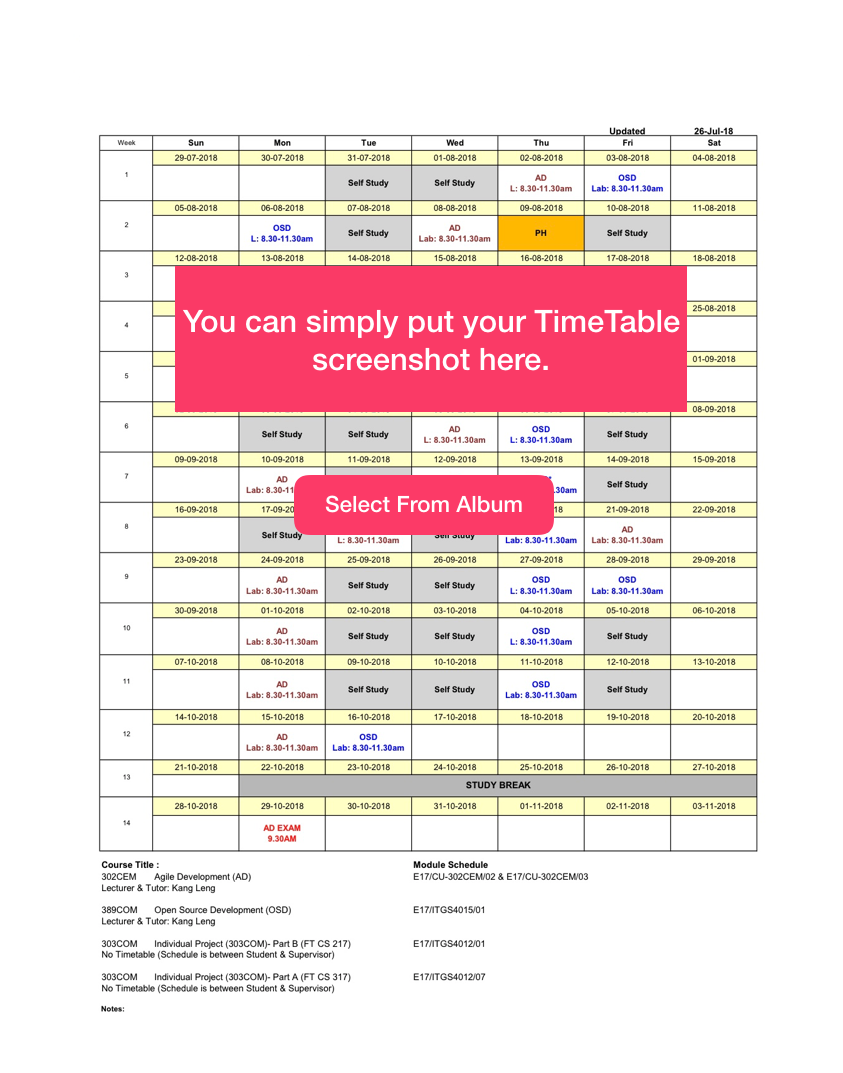 Updated 26-Jul-18
Week Sun Mon Tue Wed Thu Fri Sat
29-07-2018 30-07-2018 31-07-2018 01-08-2018 02-08-2018 03-08-2018 04-08-2018
1 Self Study Self Study AD OSD
L: 8.30-11.30am Lab: 8.30-11.30am
05-08-2018 06-08-2018 07-08-2018 08-08-2018 09-08-2018 10-08-2018 11-08-2018
2 OSD Self Study AD PH Self Study
L: 8.30-11.30am Lab: 8.30-11.30am
12-08-2018 13-08-2018 14-08-2018 15-08-2018 16-08-2018 17-08-2018 18-08-2018
3
You can simply put your TimeTable
screenshot here.
25-08-2018
4
01-09-2018
5
08-09-2018
6 Self Study Self Study AD OSD Self Study
L: 8.30-11.30am L: 8.30-11.30am
09-09-2018 10-09-2018 11-09-2018 12-09-2018 13-09-2018 14-09-2018 15-09-2018
7 AD Self Study
Lab: 8.30-11 .30am
Select From Album
16-09-2018 17-09-20 18 21-09-2018 22-09-2018
8 Self Study Self Study AD
L: 8.30-11.30am Lab: 8.30-11.30am Lab: 8.30-11.30am
23-09-2018 24-09-2018 25-09-2018 26-09-2018 27-09-2018 28-09-2018 29-09-2018
9 AD Self Study Self Study OSD OSD
Lab: 8.30-11.30am L: 8.30-11.30am Lab: 8.30-11.30am
30-09-2018 01-10-2018 02-10-2018 03-10-2018 04-10-2018 05-10-2018 06-10-2018
10 AD Self Study Self Study OSD Self Study
Lab: 8.30-11.30am L: 8.30-11.30am
07-10-2018 08-10-2018 09-10-2018 10-10-2018 11-10-2018 12-10-2018 13-10-2018
11 AD Self Study Self Study OSD Self Study
Lab: 8.30-11.30am Lab: 8.30-11.30am
14-10-2018 15-10-2018 16-10-2018 17-10-2018 18-10-2018 19-10-2018 20-10-2018
12 AD OSD
Lab: 8.30-11.30am Lab: 8.30-11.30am
21-10-2018 22-10-2018 23-10-2018 24-10-2018 25-10-2018 26-10-2018 27-10-2018
13 STUDY BREAK
28-10-2018 29-10-2018 30-10-2018 31-10-2018 01-11-2018 02-11-2018 03-11-2018
14 AD EXAM
9.30AM
Course Title : Module Schedule
302CEM Agile Development (AD) E17/CU-302CEM/02 & E17/CU-302CEM/03
Lecturer & Tutor: Kang Leng
389COM Open Source Development (OSD) E17/ITGS4015/01
Lecturer & Tutor: Kang Leng
303COM Individual Project (303COM)- Part B (FT CS 217) E17/ITGS4012/01
No Timetable (Schedule is between Student & Supervisor)
303COM Individual Project (303COM)- Part A (FT CS 317) E17/ITGS4012/07
No Timetable (Schedule is between Student & Supervisor)
Notes: